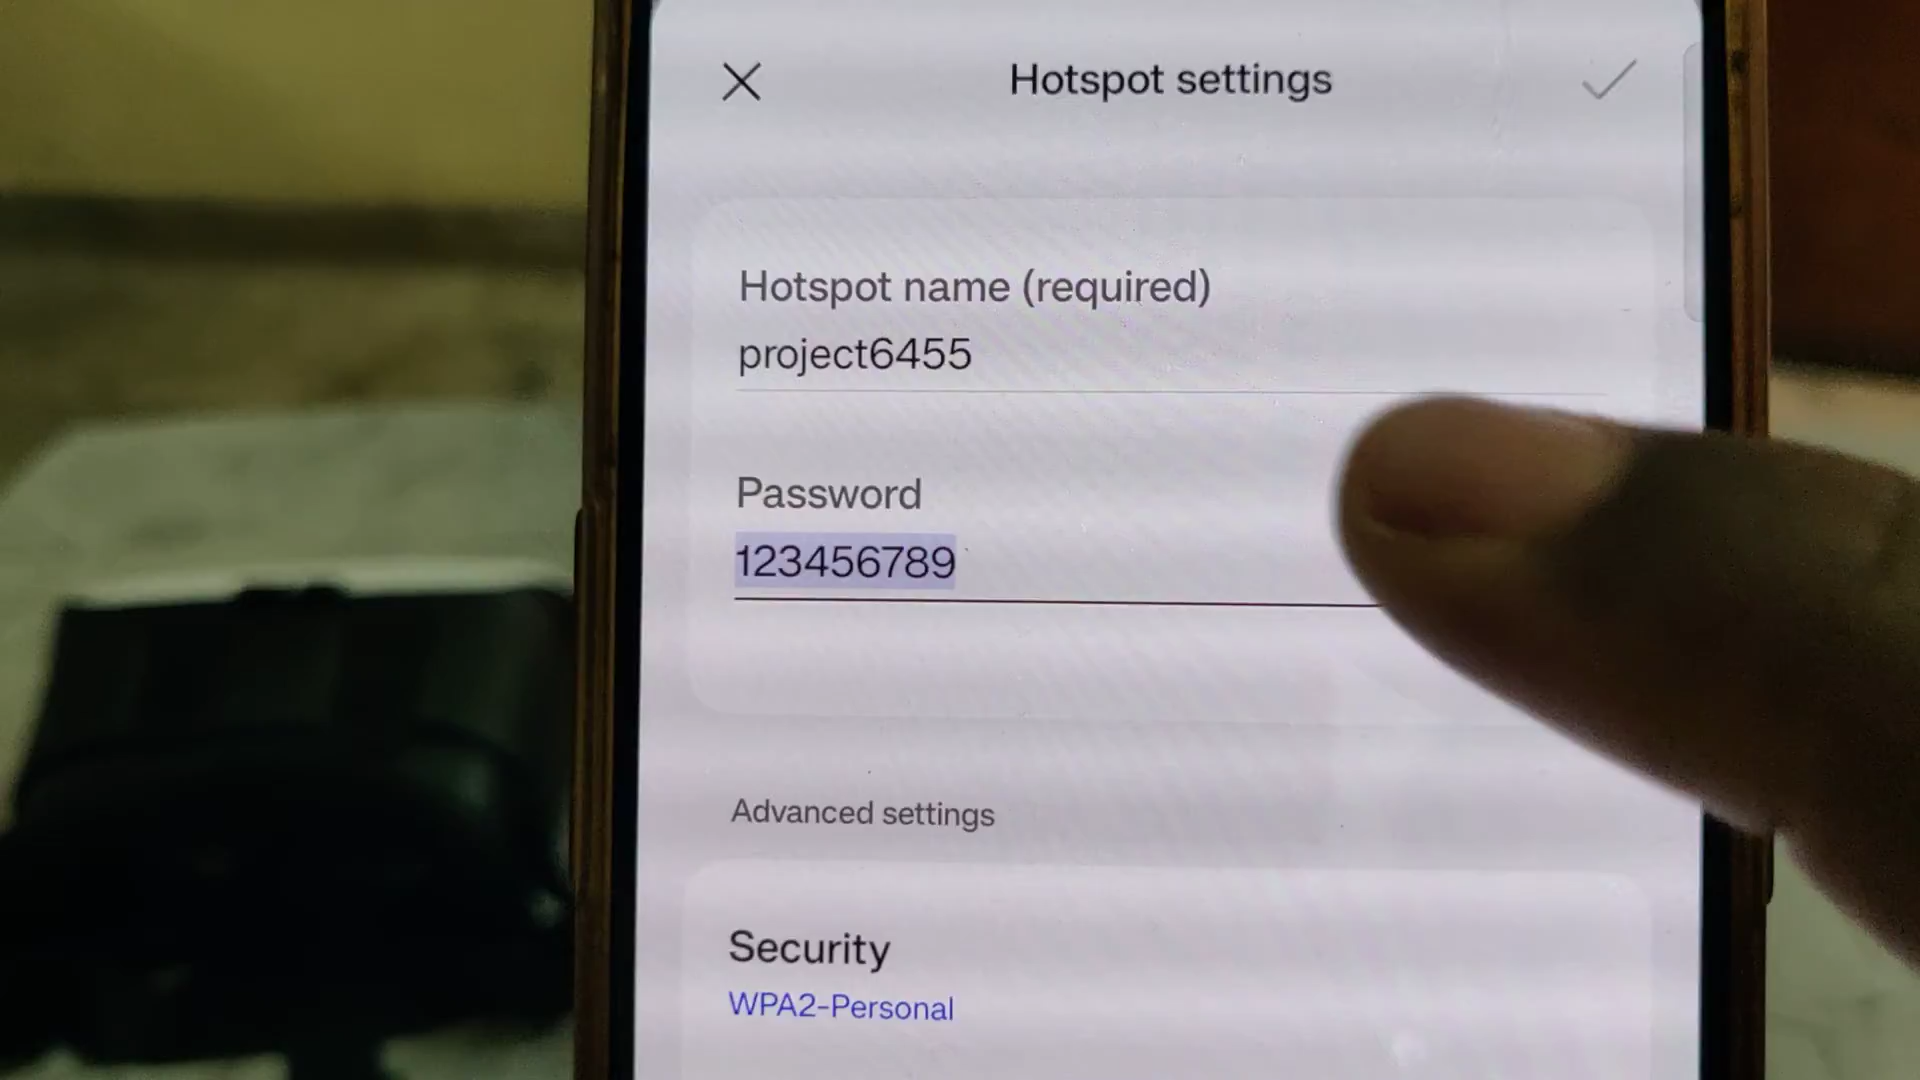 Hotspot settings
Hotspot name (required)
project6455
Password
123456789
Advanced settings
Security
WPA2-Personal